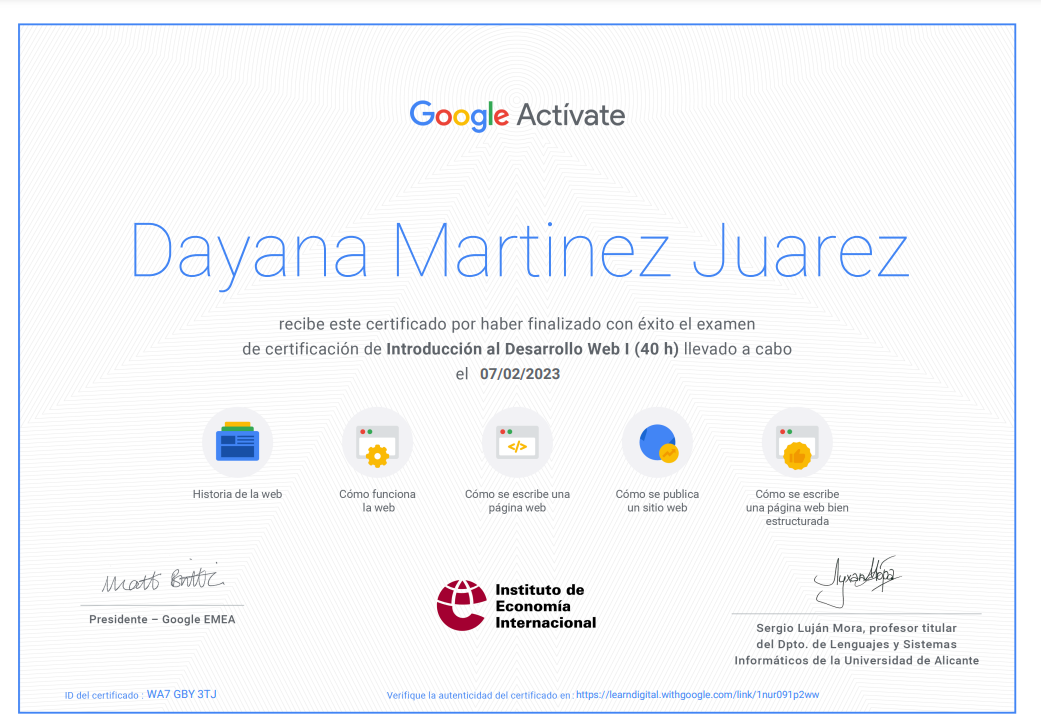 Google Actívate
Dayana Martinez Juarez
recibe este certificado por haber finalizado con éxito el examen
de certificación de Introducción al Desarrollo Web I (40 h) llevado a cabo
el 07/02/2023
Historia de la web
Cómo funciona
la web
Cómo se escribe una
página web
Cómo se publica
un sitio web
Cómo se escribe
una página web bien
estructurada
Presidente – Google EMEA
Instituto de
Economía
Internacional
Sergio Luján Mora, profesor titular
del Dpto. de Lenguajes y Sistemas
Informáticos de la Universidad de Alicante
ID del certificado : WA7 GBY 3TJ
Verifique la autenticidad del certificado en: https://learndigital.withgoogle.com/link/1nur091p2ww